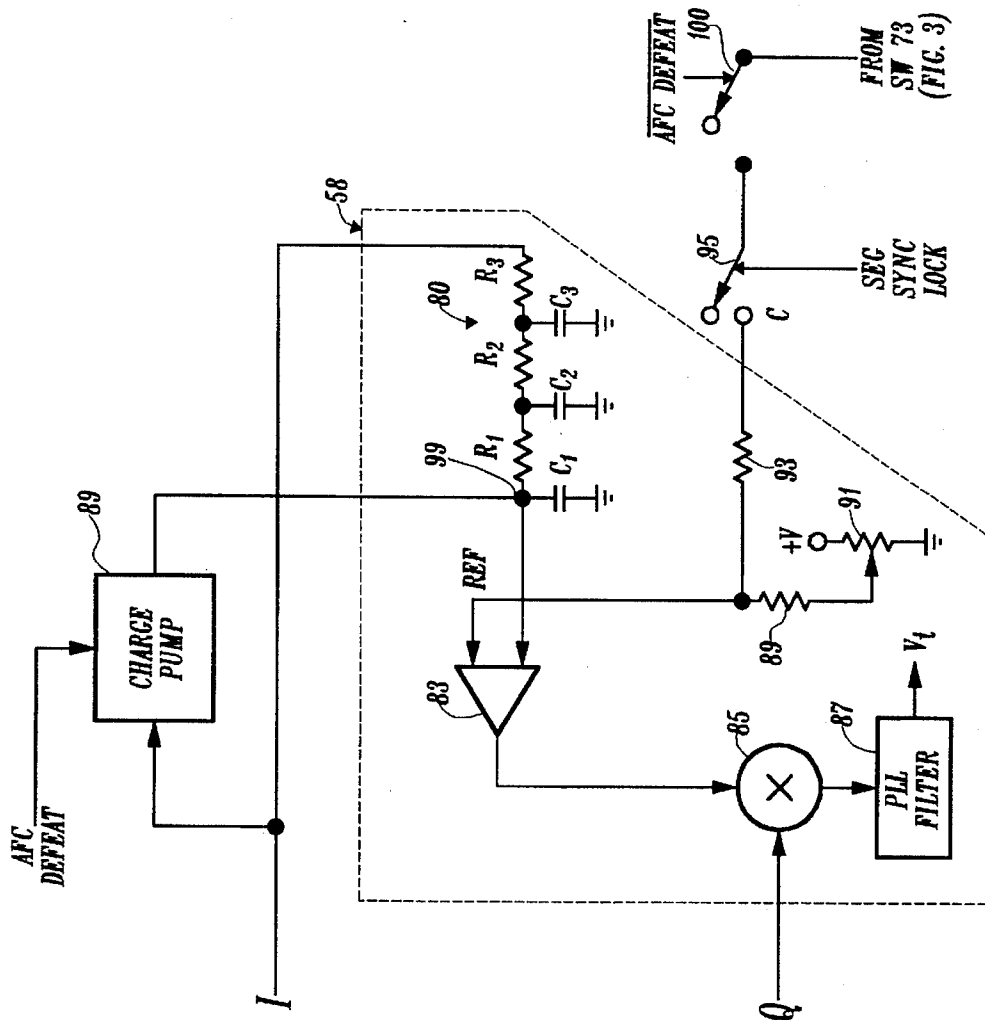 AFC
DEFEAT
CHARGE
PUMP
89
I
58
99
R1
R2
R3
80
C1
C2
C3
REF
83
Q
85
87
PLL
FILTER
Vt
89
91
+V
93
C
95
SEG
SYNC
LOCK
AFC DEFEAT
100
FROM
SW 73
(FIG. 3)